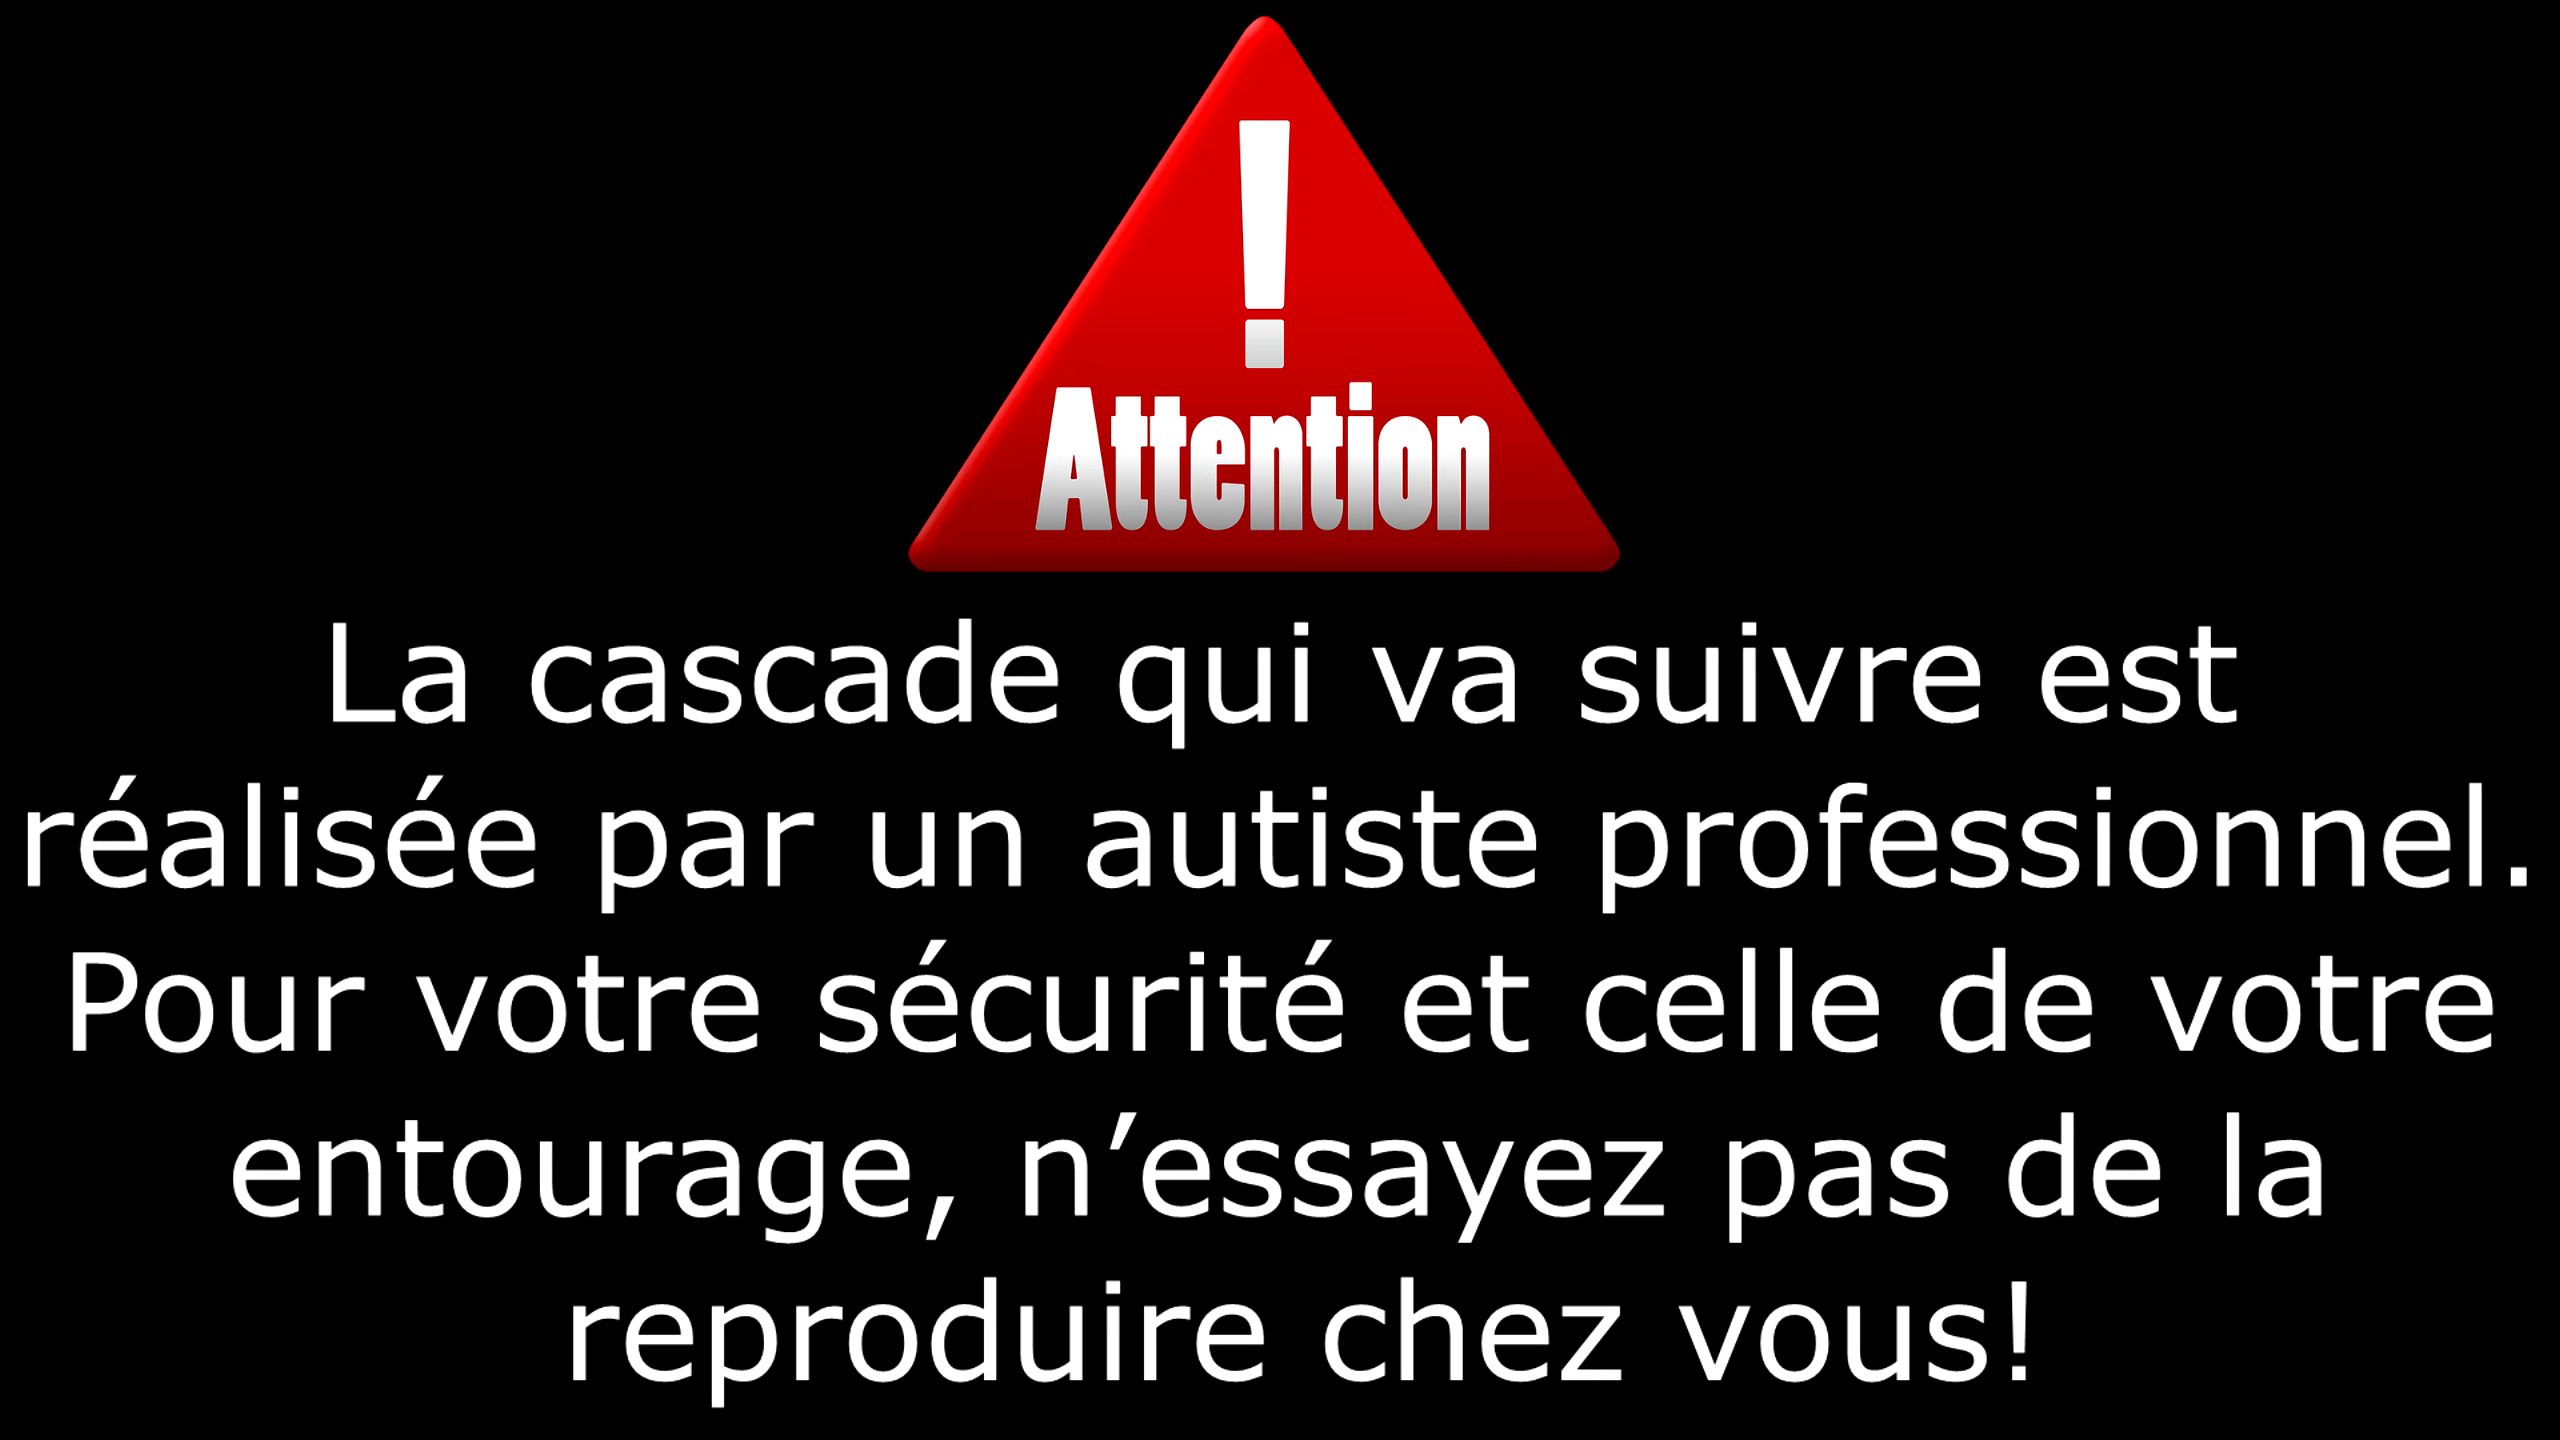 !
Attention
La cascade qui va suivre est
réalisée par un autiste professionnel.
Pour votre sécurité et celle de votre
entourage, n’essayez pas de la
reproduire chez vous!